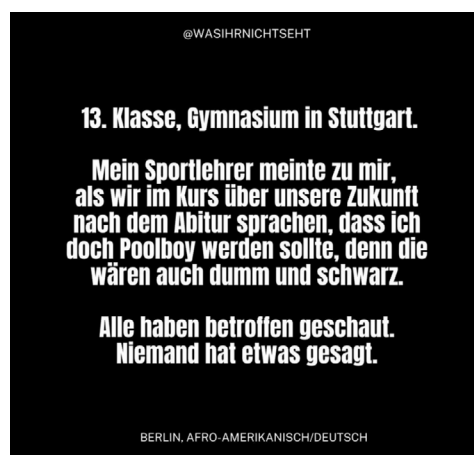 @WASIHRNICHTSEHT
13. Klasse, Gymnasium in Stuttgart.
Mein Sportlehrer meinte zu mir,
als wir im Kurs über unsere Zukunft
nach dem Abitur sprachen, dass ich
doch Poolboy werden sollte, denn die
wären auch dumm und schwarz.
Alle haben betroffen geschaut.
Niemand hat etwas gesagt.
BERLIN, AFRO-AMERIKANISCH/DEUTSCH